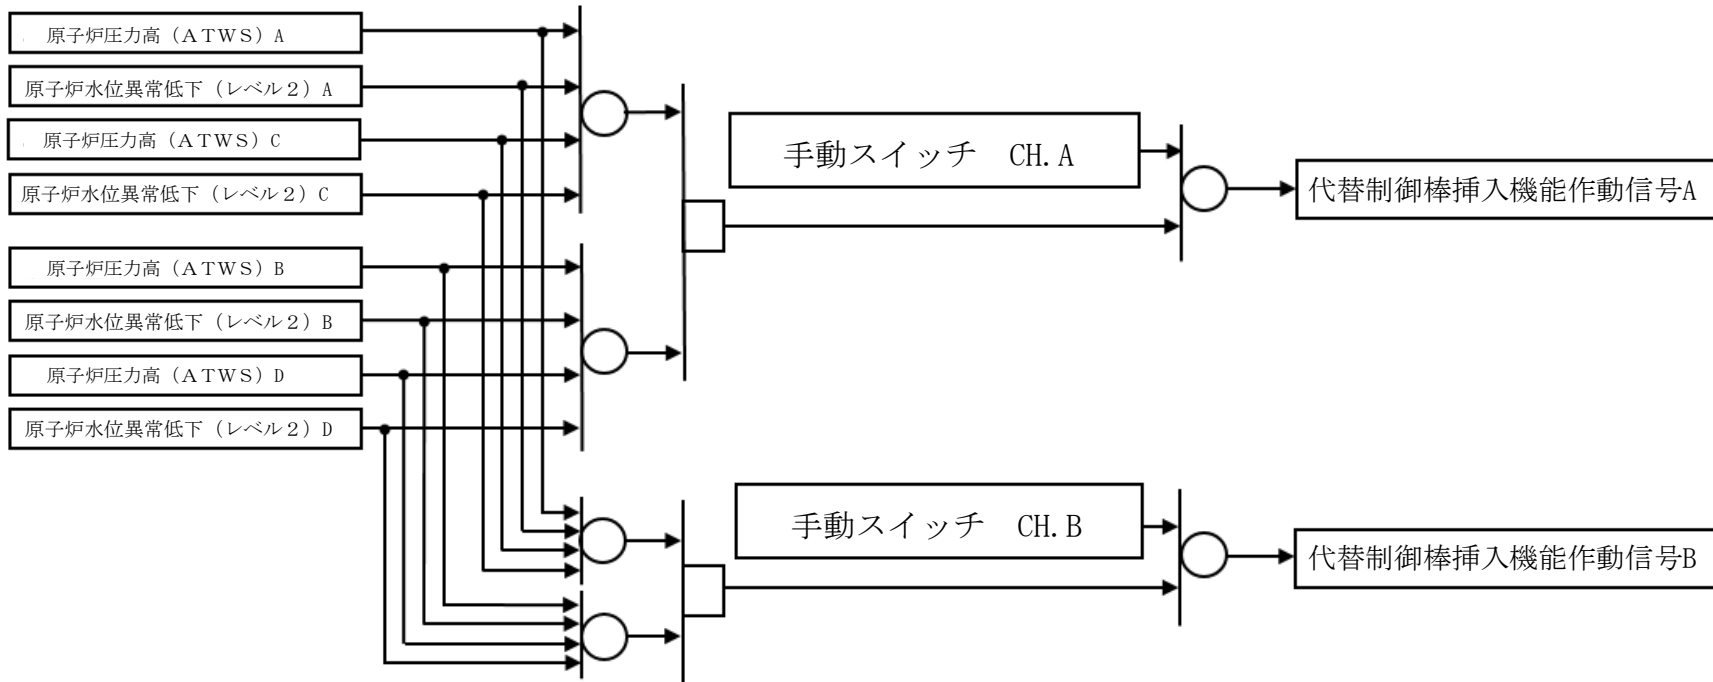 原子炉圧力高（ＡＴＷＳ）A
原子炉水位異常低下（レベル２）A
原子炉圧力高（ＡＴＷＳ）C
原子炉水位異常低下（レベル２）C
原子炉圧力高（ＡＴＷＳ）B
原子炉水位異常低下（レベル２）B
原子炉圧力高（ＡＴＷＳ）D
原子炉水位異常低下（レベル２）D
手動スイッチ　CH.A
代替制御棒挿入機能作動信号A
手動スイッチ　CH.B
代替制御棒挿入機能作動信号B